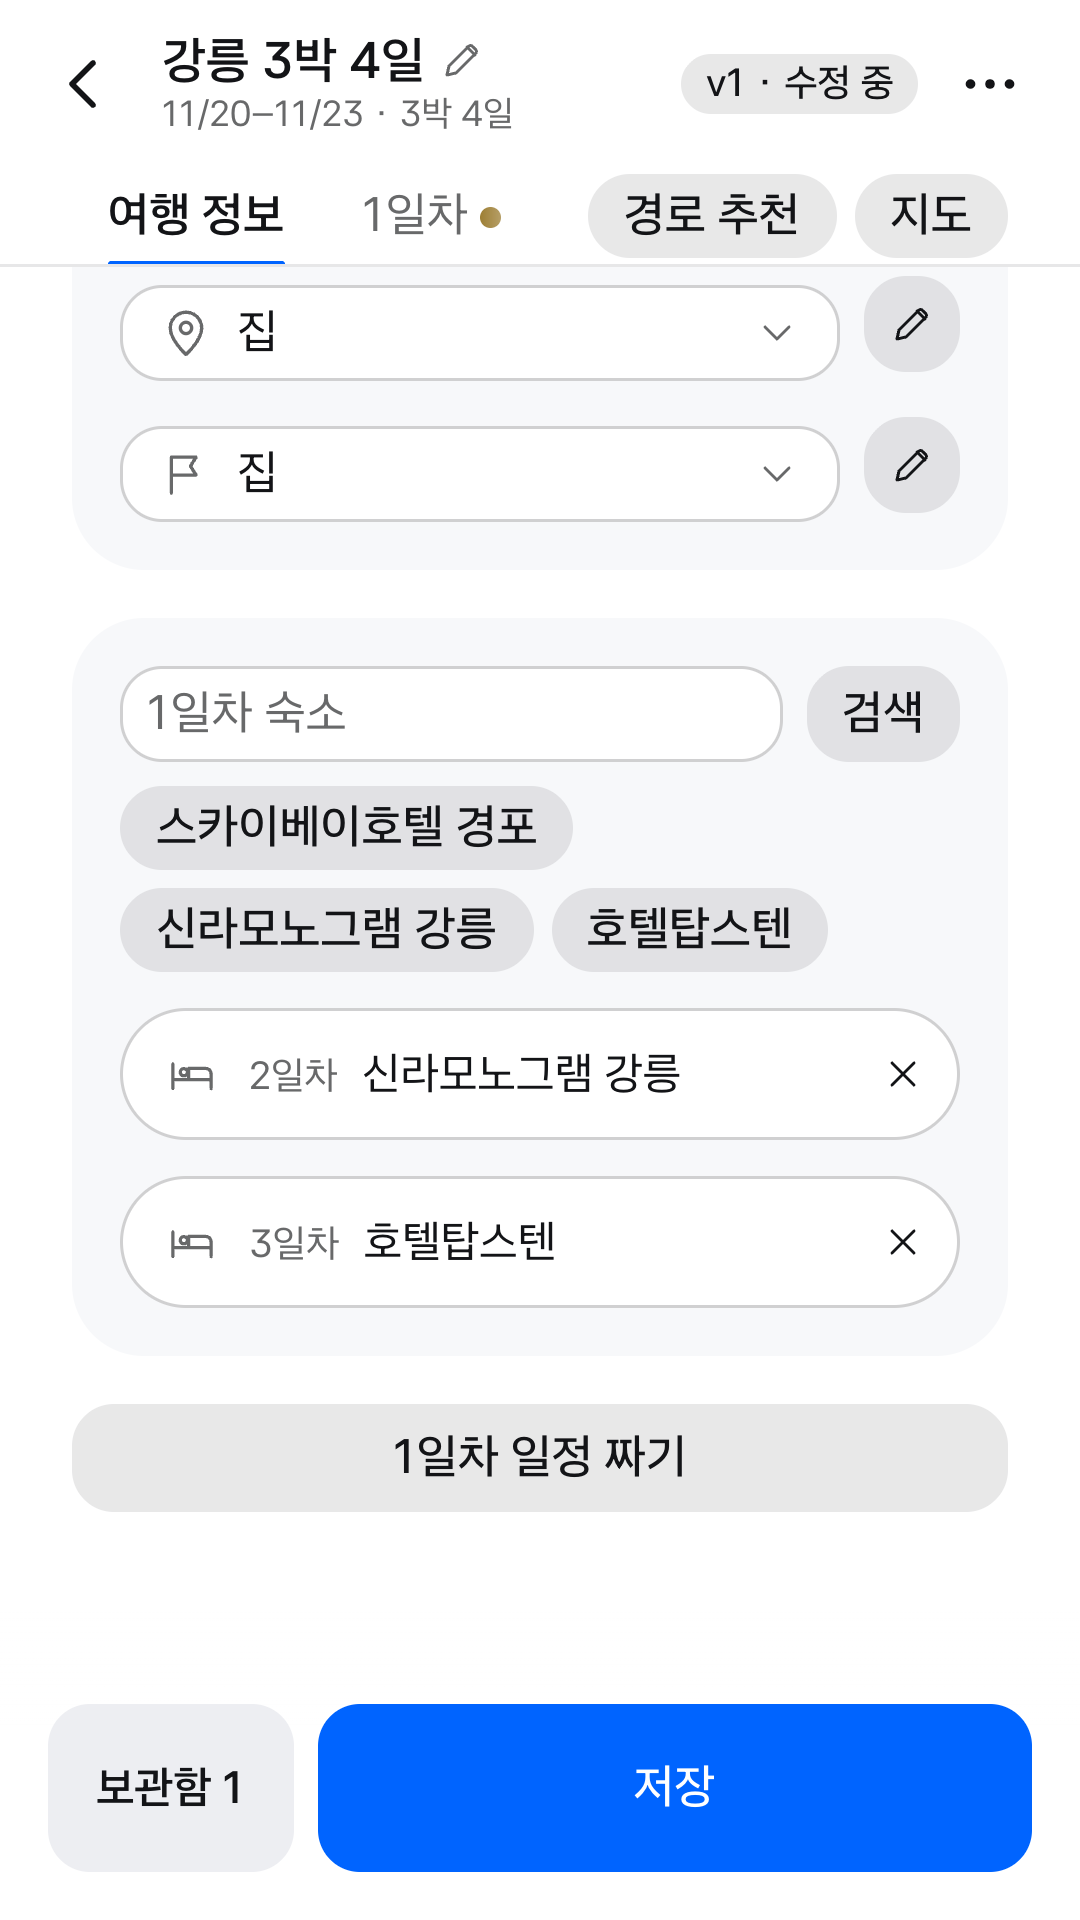 강릉 3박 4일
11/20–11/23 · 3박 4일
v1 · 수정 중
여행 정보
1일차
경로 추천
지도
집
집
1일차 숙소
검색
스카이베이호텔 경포
신라모노그램 강릉
호텔탑스텐
2일차 신라모노그램 강릉
3일차 호텔탑스텐
1일차 일정 짜기
보관함 1
저장